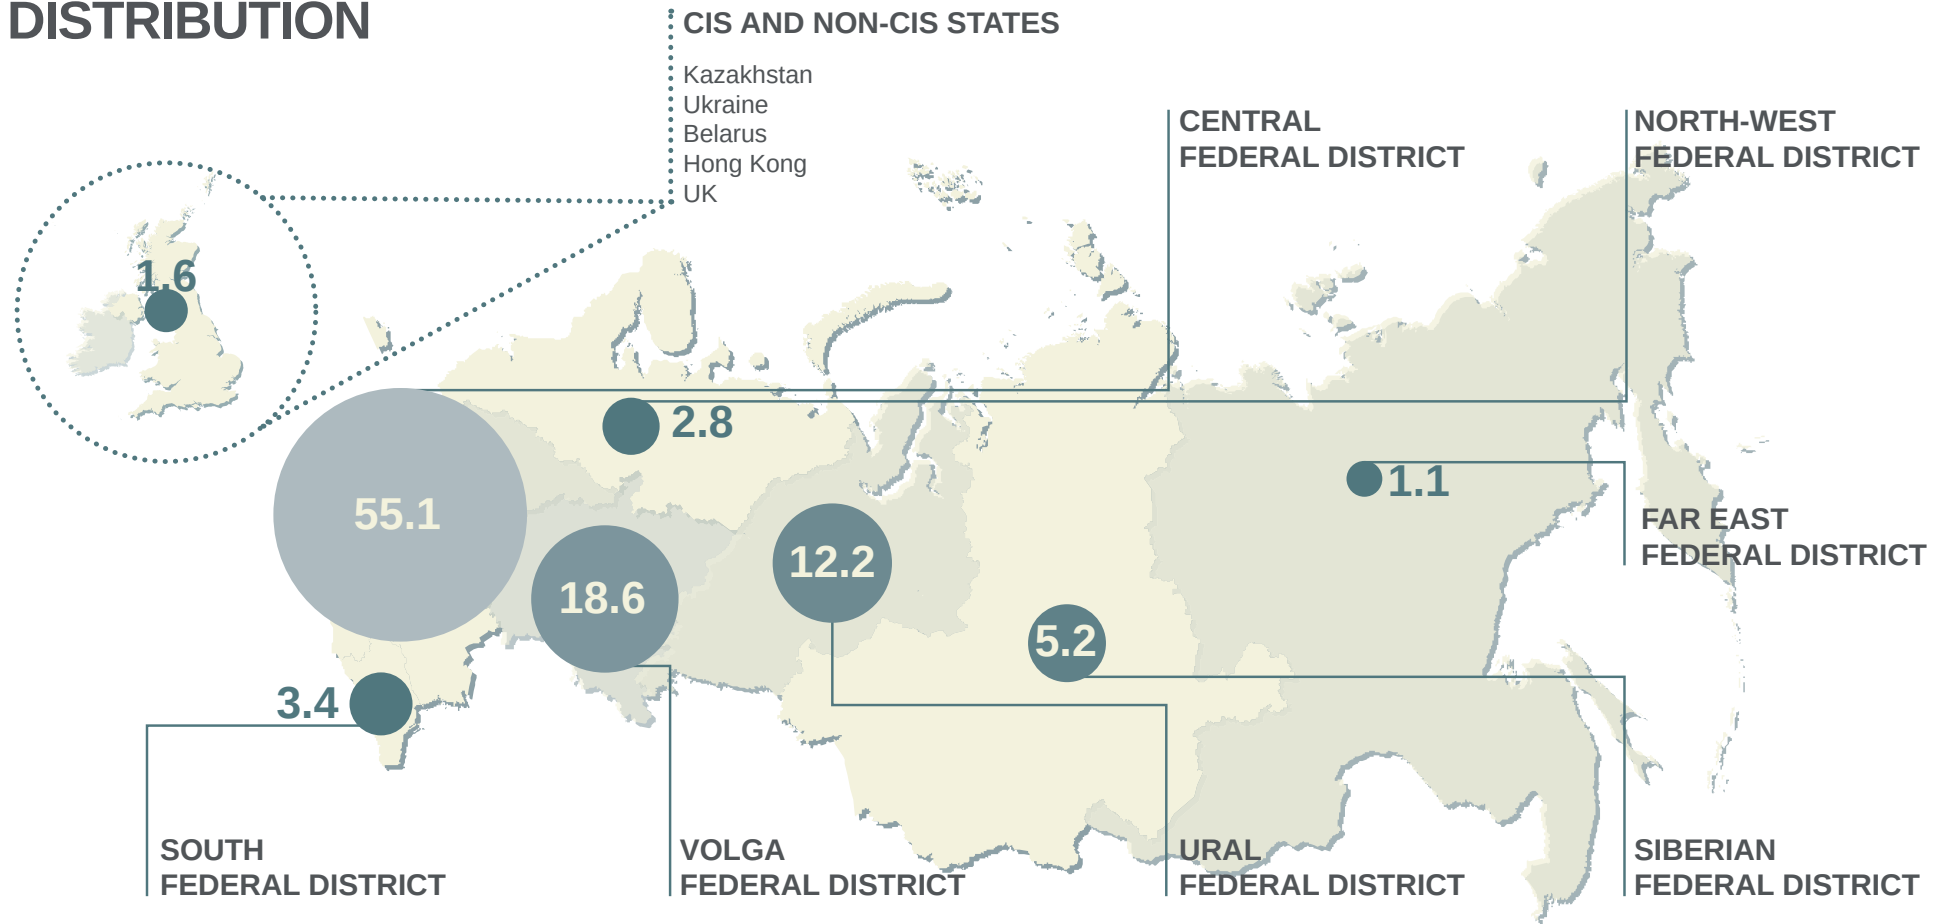 DISTRIBUTION
CIS AND NON-CIS STATES
Kazakhstan
Ukraine
Belarus
Hong Kong
UK
CENTRAL
FEDERAL DISTRICT
NORTH-WEST
FEDERAL DISTRICT
1.6
2.8
55.1
1.1
FAR EAST
FEDERAL DISTRICT
12.2
18.6
5.2
3.4
SOUTH
FEDERAL DISTRICT
VOLGA
FEDERAL DISTRICT
URAL
FEDERAL DISTRICT
SIBERIAN
FEDERAL DISTRICT